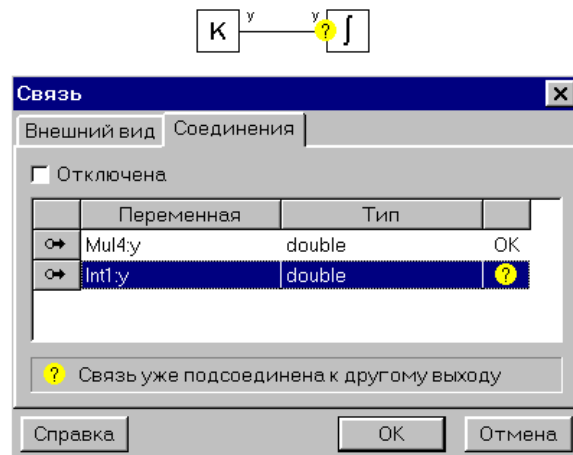 y y
K ? ∫
Связь
Внешний вид Соединения
Отключена
Переменная Тип
Mul4:y double OK
Int1:y double ?
? Связь уже подсоединена к другому выходу
Справка OK Отмена